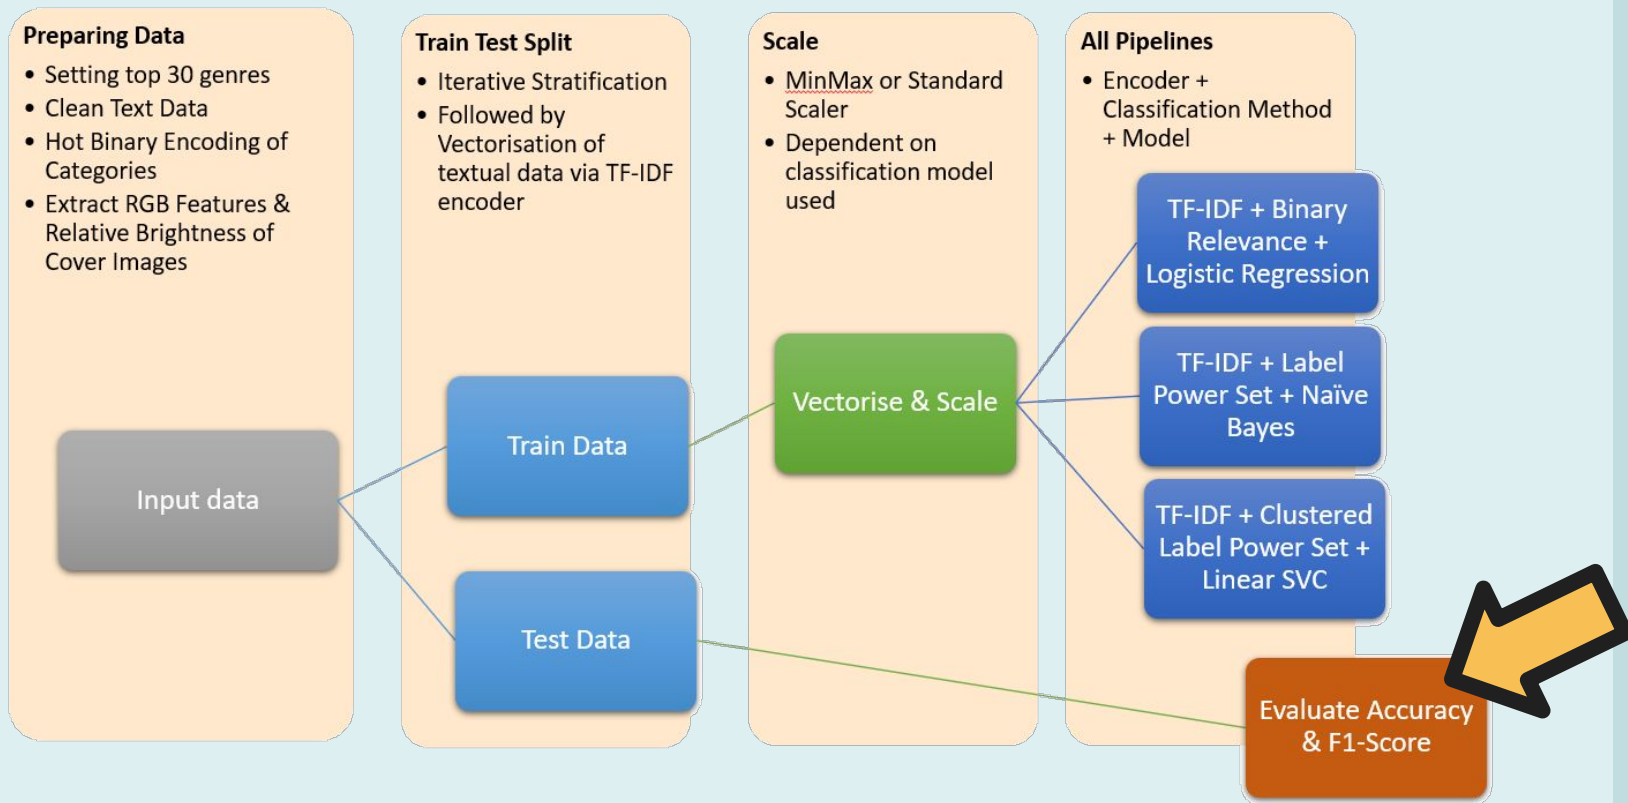 Preparing Data
• Setting top 30 genres
• Clean Text Data
• Hot Binary Encoding of
Categories
• Extract RGB Features &
Relative Brightness of
Cover Images
Input data
Train Test Split
• Iterative Stratification
• Followed by
Vectorisation of
textual data via TF-IDF
encoder
Train Data
Test Data
Scale
• MinMax or Standard
Scaler
• Dependent on
classification model
used
Vectorise & Scale
All Pipelines
• Encoder +
Classification Method
+ Model
TF-IDF + Binary
Relevance +
Logistic Regression
TF-IDF + Label
Power Set + Naïve
Bayes
TF-IDF + Clustered
Label Power Set +
Linear SVC
Evaluate Accuracy
& F1-Score